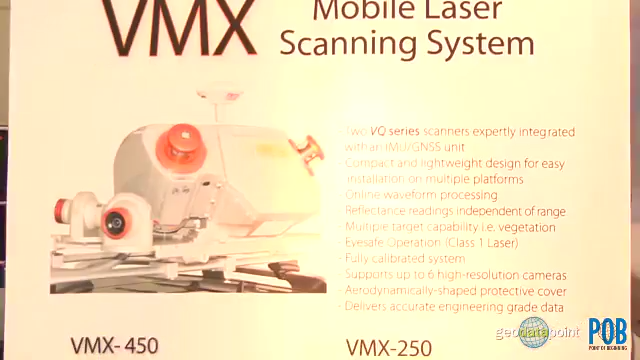 VMX
Mobile Laser
Scanning System
- Two VQ series scanners expertly integrated
with an IMU/GNSS unit
- Compact and lightweight design for easy
installation on multiple platforms
- Online waveform processing
- Reflectance readings independent of range
- Multiple target capability i.e. vegetation
- Eyesafe Operation (Class 1 Laser)
- Fully calibrated system
- Supports up to 6 high-resolution cameras
- Aerodynamically-shaped protective cover
- Delivers accurate engineering grade data
VMX- 450
VMX-250
geodatapoint
POB
POINT OF BEGINNING